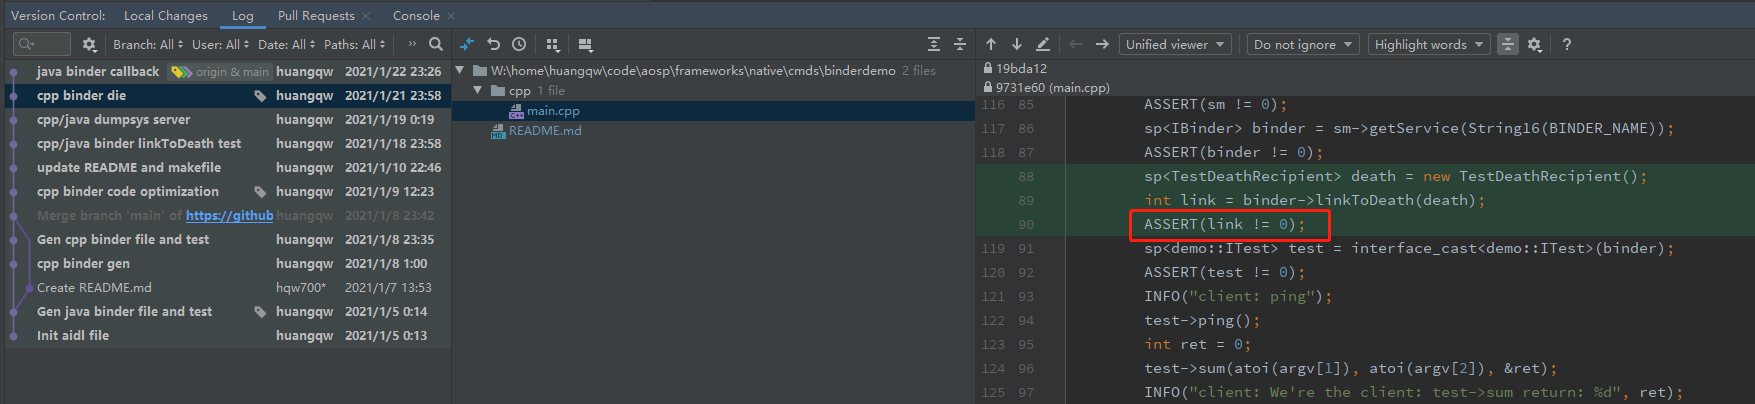 Version Control: Local Changes Log Pull Requests × Console ×
Branch: All User: All Date: All Paths: All »
Unified viewer Do not ignore Highlight words ?
java binder callback origin & main huangqw 2021/1/22 23:26
cpp binder die huangqw 2021/1/21 23:58
cpp/java dumpsys server huangqw 2021/1/19 0:19
cpp/java binder linkToDeath test huangqw 2021/1/18 23:58
update README and makefile huangqw 2021/1/10 22:46
cpp binder code optimization huangqw 2021/1/9 12:23
Merge branch 'main' of https://github huangqw 2021/1/8 23:42
Gen cpp binder file and test huangqw 2021/1/8 23:35
cpp binder gen huangqw 2021/1/8 1:00
Create README.md hqw700* 2021/1/7 13:53
Gen java binder file and test huangqw 2021/1/5 0:14
Init aidl file huangqw 2021/1/5 0:13
W:\home\huangqw\code\aosp\frameworks\native\cmds\binderdemo 2 files
cpp 1 file
main.cpp
README.md
19bda12
9731e60 (main.cpp)
116 85 ASSERT(sm != 0);
117 86 sp<IBinder> binder = sm->getService(String16(BINDER_NAME));
118 87 ASSERT(binder != 0);
88 sp<TestDeathRecipient> death = new TestDeathRecipient();
89 int link = binder->linkToDeath(death);
90 ASSERT(link != 0);
119 91 sp<demo::ITest> test = interface_cast<demo::ITest>(binder);
120 92 ASSERT(test != 0);
121 93 INFO("client: ping");
122 94 test->ping();
123 95 int ret = 0;
124 96 test->sum(atoi(argv[1]), atoi(argv[2]), &ret);
125 97 INFO("client: We're the client: test->sum return: %d", ret);